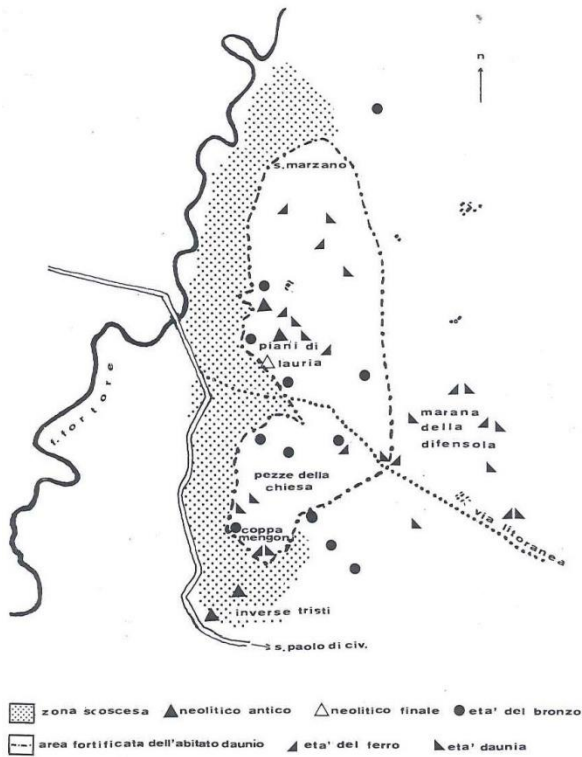 n
s.marzano
piani di
lauria
f.fortore
marana
della
difensola
pezze della
chiesa
coppa
mengoni
via litoranea
inverse tristi
s.paolo di civ.
zona scoscesa
neolitico antico
neolitico finale
eta' del bronzo
area fortificata dell'abitato daunio
eta' del ferro
eta' daunia